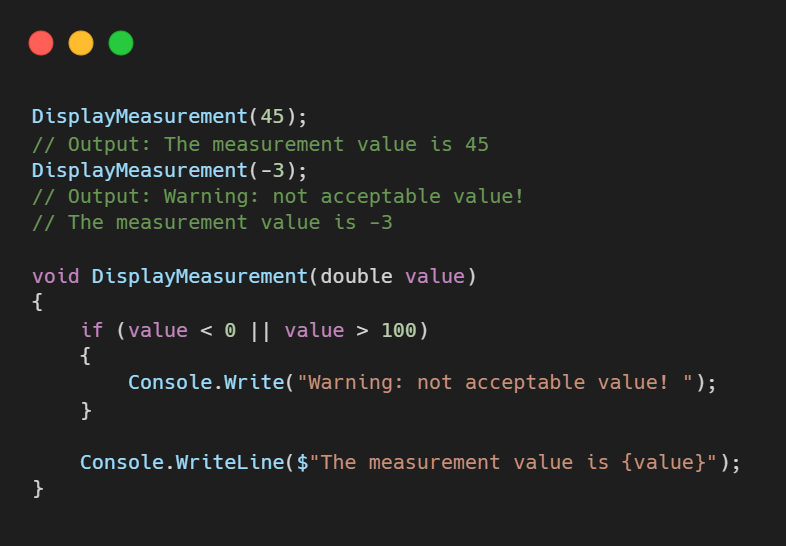 DisplayMeasurement(45);
// Output: The measurement value is 45
DisplayMeasurement(-3);
// Output: Warning: not acceptable value!
// The measurement value is -3

void DisplayMeasurement(double value)
{
    if (value < 0 || value > 100)
    {
        Console.Write("Warning: not acceptable value! ");
    }

    Console.WriteLine($"The measurement value is {value}");
}